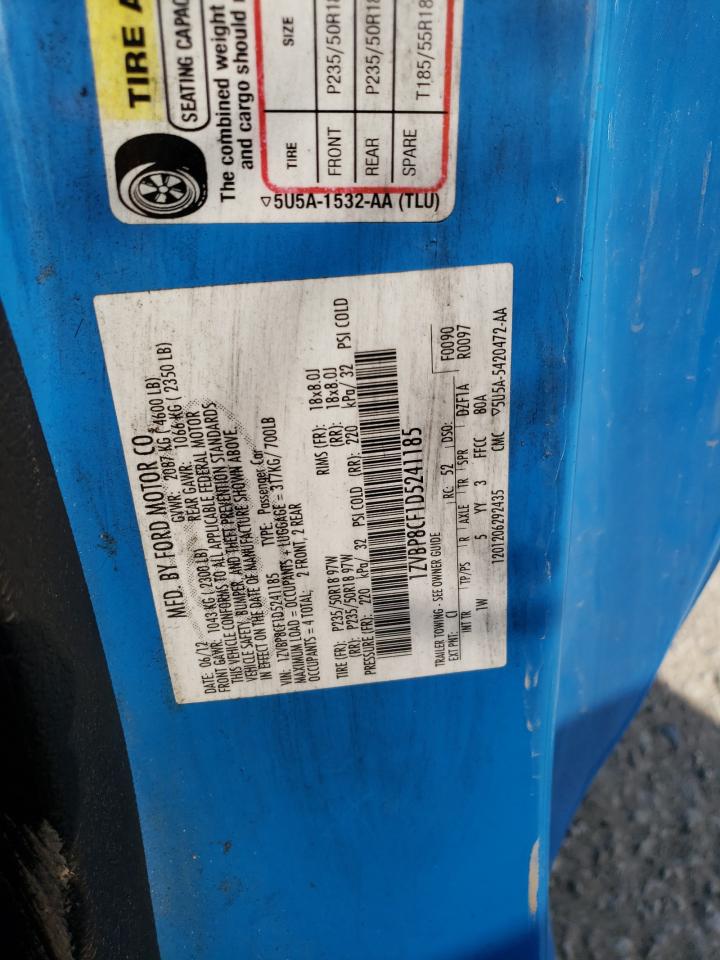 TIRE A
SEATING CAPAC
The combined weight
and cargo should
TIRE SIZE
FRONT P235/50R18
REAR P235/50R18
SPARE T185/55R18
▽5U5A-1532-AA (TLU)
MFD. BY FORD MOTOR CO.
DATE: 06/12 GVWR: 2087 KG ( 4600 LB)
FRONT GAWR: 1043 KG ( 2300 LB) REAR GAWR: 1066 KG ( 2350 LB)
THIS VEHICLE CONFORMS TO ALL APPLICABLE FEDERAL MOTOR
VEHICLE SAFETY, BUMPER, AND THEFT PREVENTION STANDARDS
IN EFFECT ON THE DATE OF MANUFACTURE SHOWN ABOVE.
VIN: 1ZVBP8CF1D5241185 TYPE: Passenger Car
MAXIMUM LOAD = OCCUPANTS + LUGGAGE = 317KG/ 700LB
OCCUPANTS = 4 TOTAL: 2 FRONT, 2 REAR
TIRE (FR): P235/50R18 97W RIMS (FR): 18x8.0J
(RR): P235/50R18 97W (RR): 18x8.0J
PRESSURE (FR): 220 kPa/ 32 PSI COLD (RR): 220 kPa/ 32 PSI COLD
1ZVBP8CF1D5241185
TRAILER TOWING - SEE OWNER GUIDE F0090
EXT PNT: CI RC: 52 DSO: R0097
INT TR TP/PS R AXLE TR SPR DZF1A
TW 5 YY 3 FFCC BOA
1201206292435 CMC ▽5U5A-5420472-AA